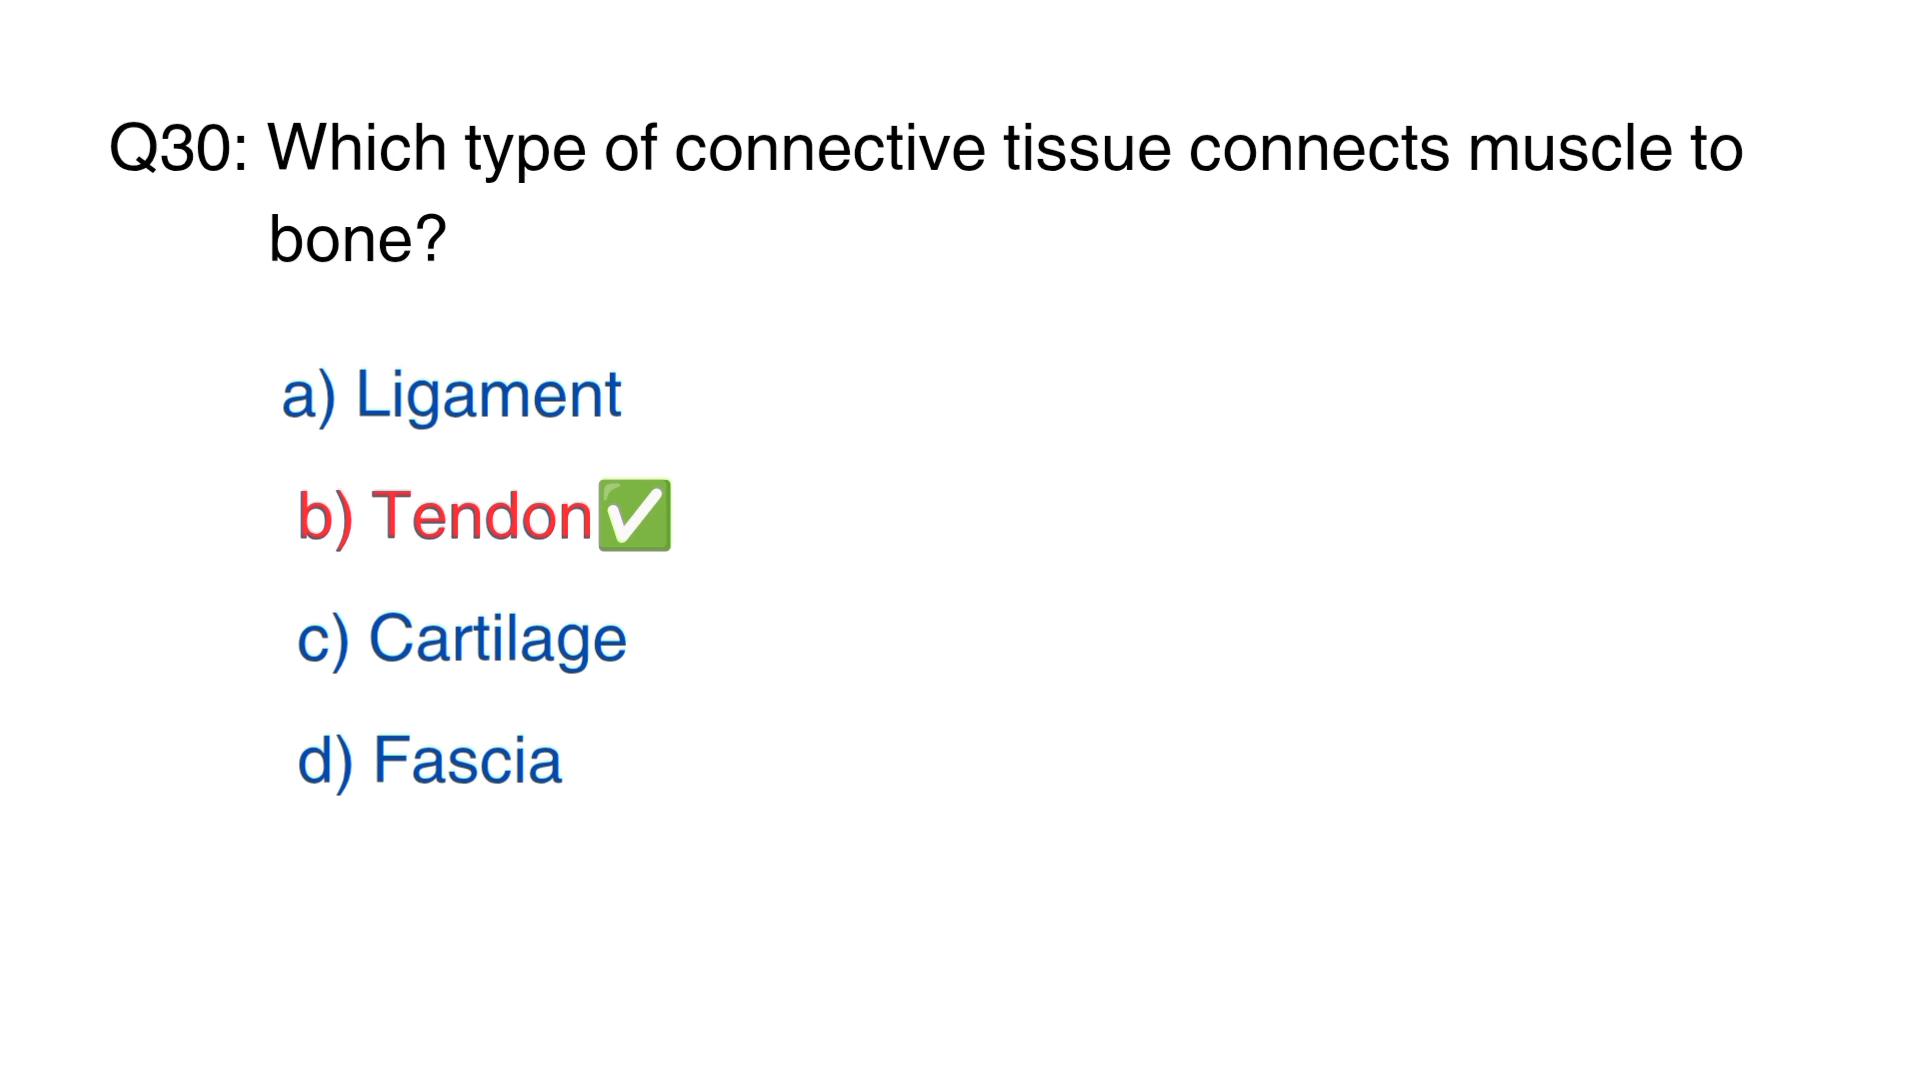 Q30: Which type of connective tissue connects muscle to
bone?
a) Ligament
b) Tendon✅
c) Cartilage
d) Fascia